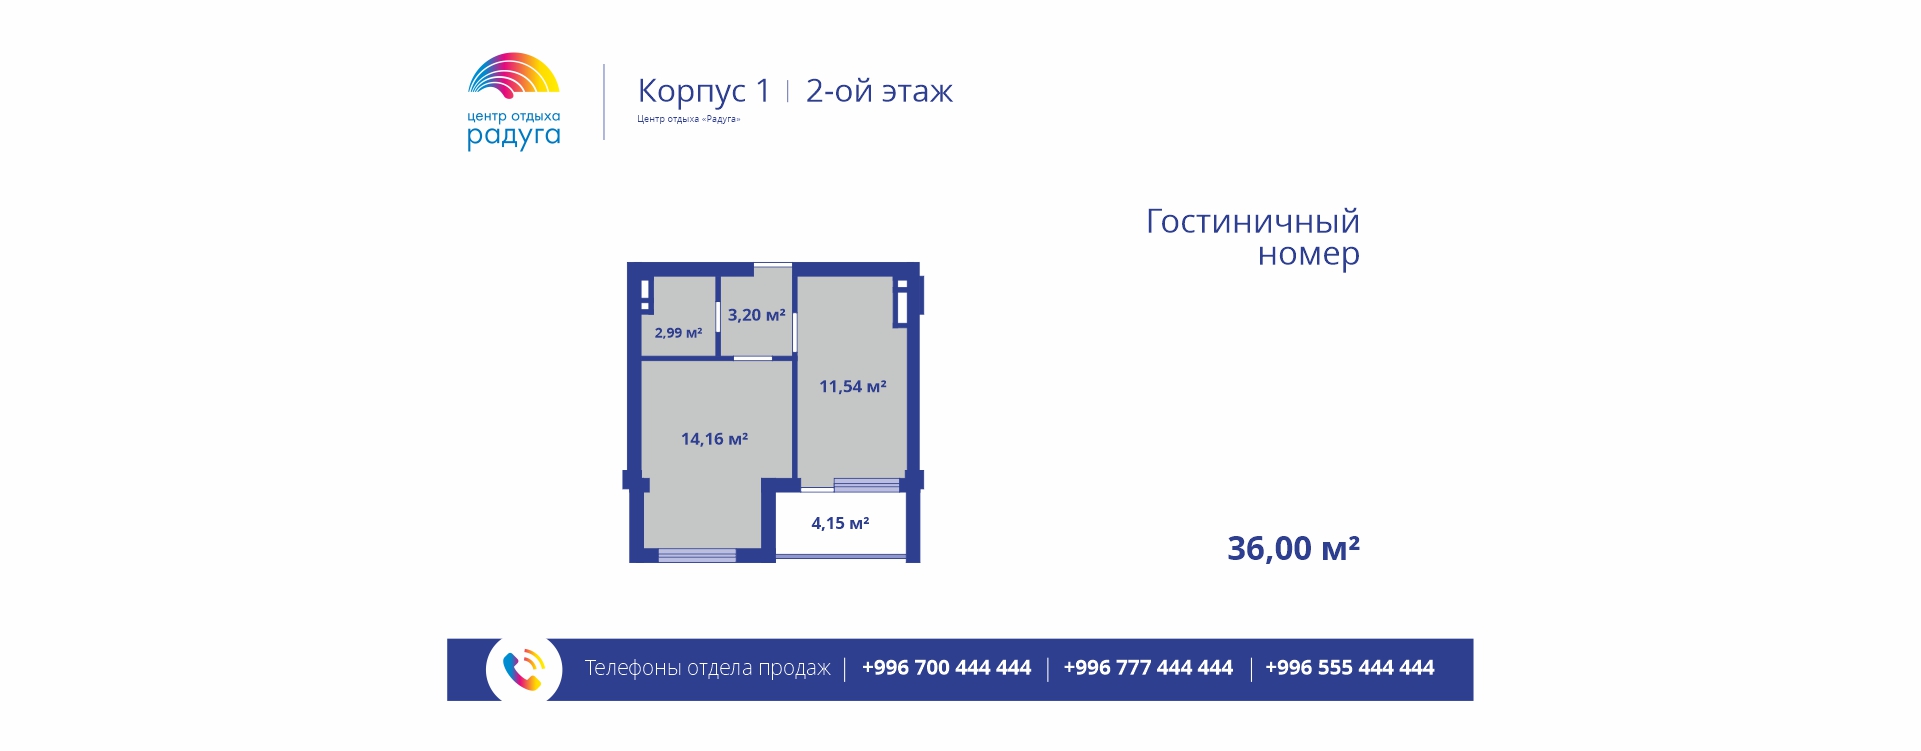 центр отдыха
радуга
Корпус 1 | 2-ой этаж
Центр отдыха «Радуга»
Гостиничный
номер
3,20 м²
2,99 м²
11,54 м²
14,16 м²
4,15 м²
36,00 м²
Телефоны отдела продаж | +996 700 444 444 | +996 777 444 444 | +996 555 444 444